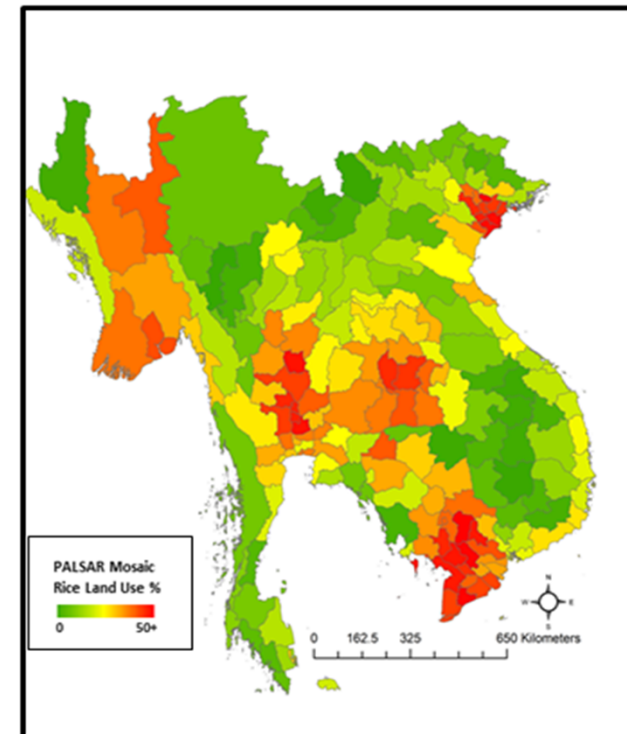 PALSAR Mosaic
Rice Land Use %
0 50+
N
W E
S
0 162.5 325 650 Kilometers